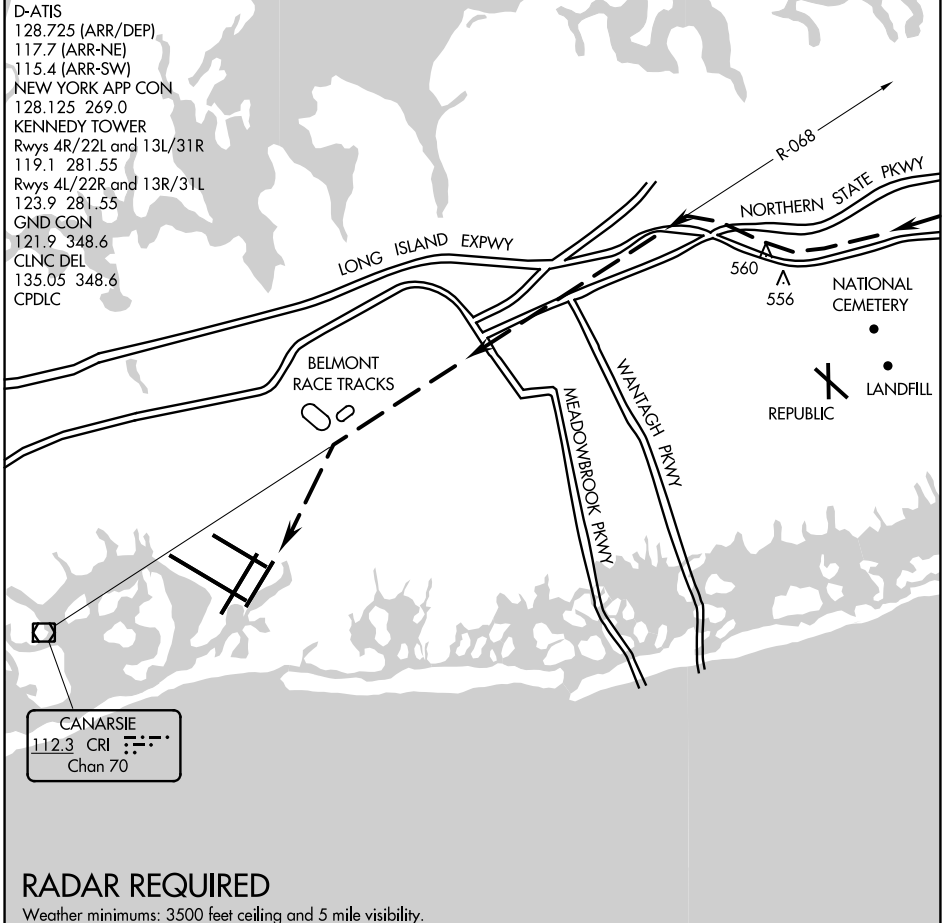 D-ATIS
128.725 (ARR/DEP)
117.7 (ARR-NE)
115.4 (ARR-SW)
NEW YORK APP CON
128.125 269.0
KENNEDY TOWER
Rwys 4R/22L and 13L/31R
119.1 281.55
Rwys 4L/22R and 13R/31L
123.9 281.55
GND CON
121.9 348.6
CLNC DEL
135.05 348.6
CPDLC
R-068
NORTHERN STATE PKWY
LONG ISLAND EXPWY
560
556
NATIONAL
CEMETERY
LANDFILL
REPUBLIC
BELMONT
RACE TRACKS
WANTAGH PKWY
MEADOWBROOK PKWY
CANARSIE
112.3 CRI
Chan 70
RADAR REQUIRED
Weather minimums: 3500 feet ceiling and 5 mile visibility.